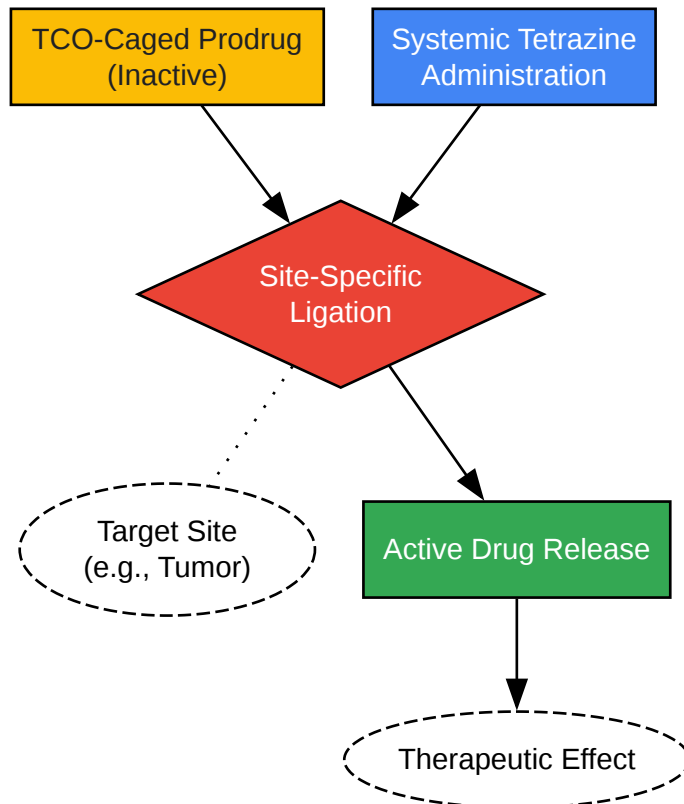 TCO-Caged Prodrug
(Inactive)
Systemic Tetrazine
Administration
Site-Specific
Ligation
Target Site
(e.g., Tumor)
Active Drug Release
Therapeutic Effect